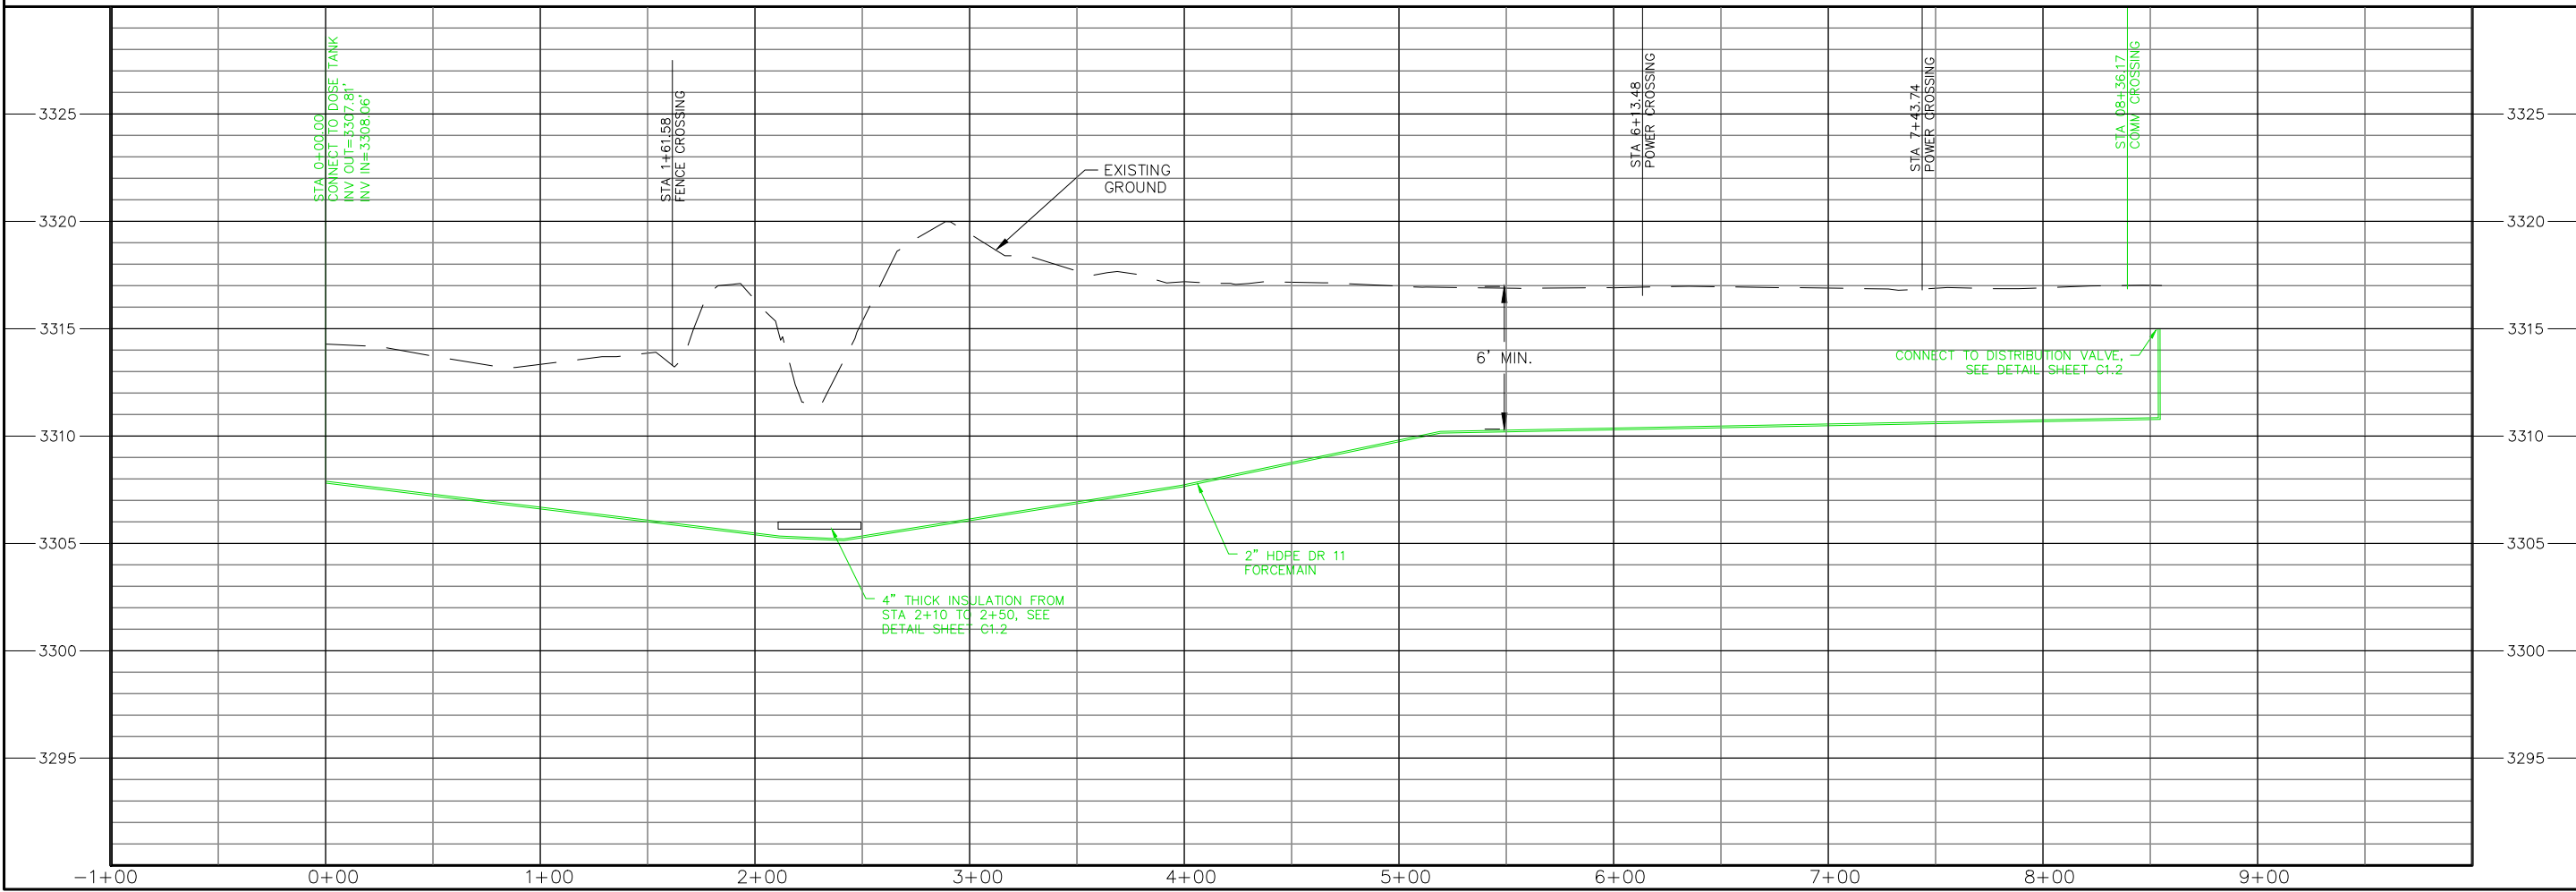 STA 0+00.00
CONNECT TO DOSE TANK
INV OUT=3307.81'
INV IN=3308.06'
STA 1+61.58
FENCE CROSSING
EXISTING
GROUND
STA 6+13.48
POWER CROSSING
STA 7+43.74
POWER CROSSING
STA 08+36.17
COMM CROSSING
3325
3325
3320
3320
3315
3315
6' MIN.
CONNECT TO DISTRIBUTION VALVE,
SEE DETAIL SHEET C1.2
3310
3310
3305
3305
2" HDPE DR 11
FORCEMAIN
4" THICK INSULATION FROM
STA 2+10 TO 2+50, SEE
DETAIL SHEET C1.2
3300
3300
3295
3295
-1+00
0+00
1+00
2+00
3+00
4+00
5+00
6+00
7+00
8+00
9+00